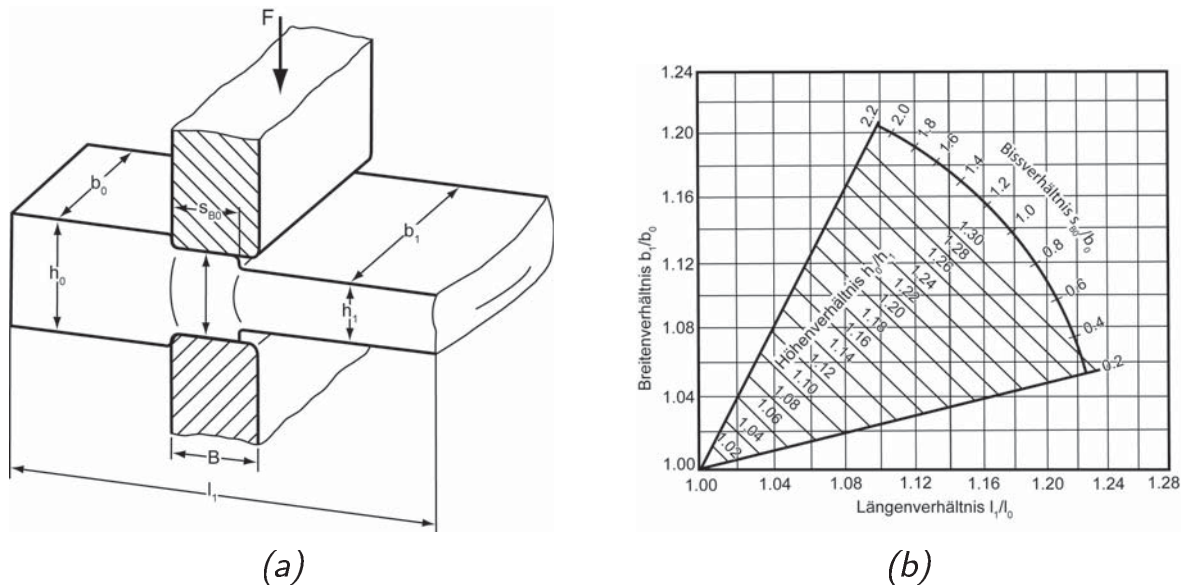 F
b₀
s_B0
b₁
h₀
h₁
B
l₁
(a)
1.24
1.20
1.16
1.12
1.08
1.04
1.00
Breitenverhältnis b₁/b₀
2.2
2.0
1.8
1.6
1.4
1.2
1.0
0.8
0.6
0.4
0.2
Bissverhältnis s_B0/b₀
Höhenverhältnis h₀/h₁
1.30
1.28
1.26
1.24
1.22
1.20
1.18
1.16
1.14
1.12
1.10
1.08
1.06
1.04
1.02
1.00 1.04 1.08 1.12 1.16 1.20 1.24 1.28
Längenverhältnis l₁/l₀
(b)